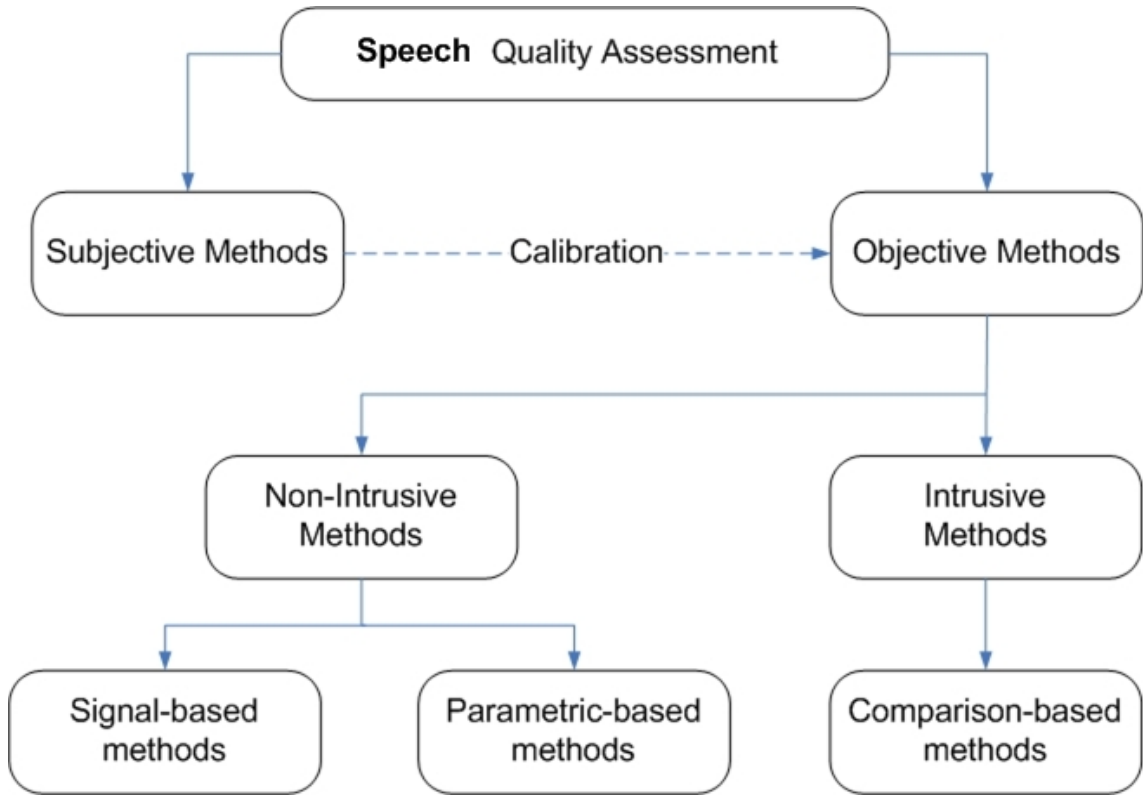 Speech Quality Assessment
Subjective Methods
Calibration
Objective Methods
Non-Intrusive
Methods
Intrusive
Methods
Signal-based
methods
Parametric-based
methods
Comparison-based
methods